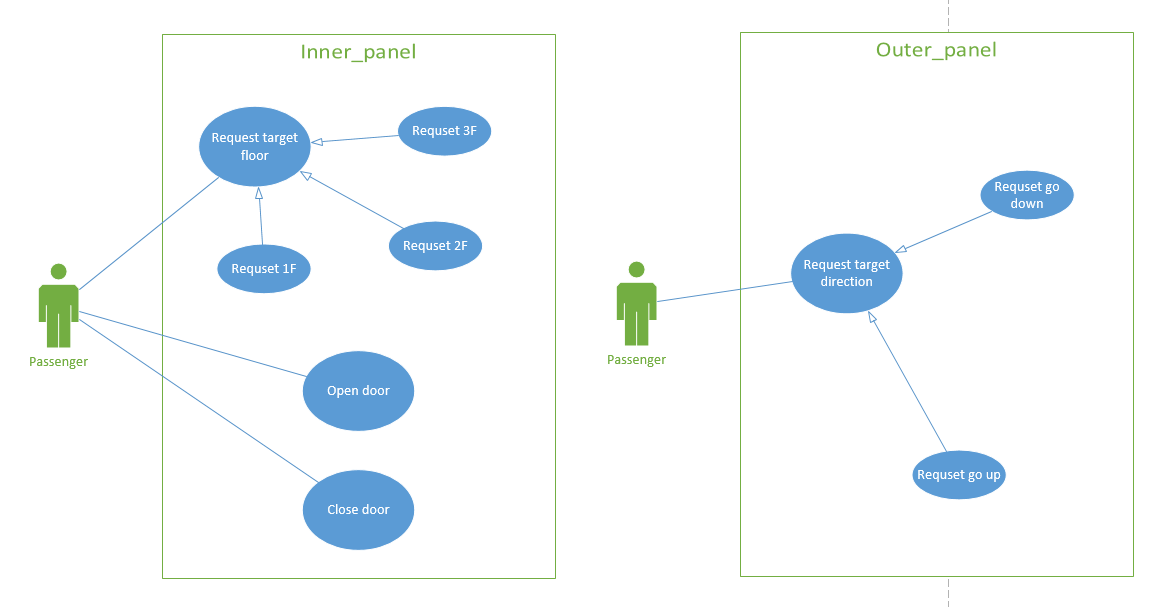 Inner_panel
Request target
floor
Requset 3F
Requset 2F
Requset 1F
Passenger
Open door
Close door
Outer_panel
Requset go
down
Request target
direction
Passenger
Requset go up